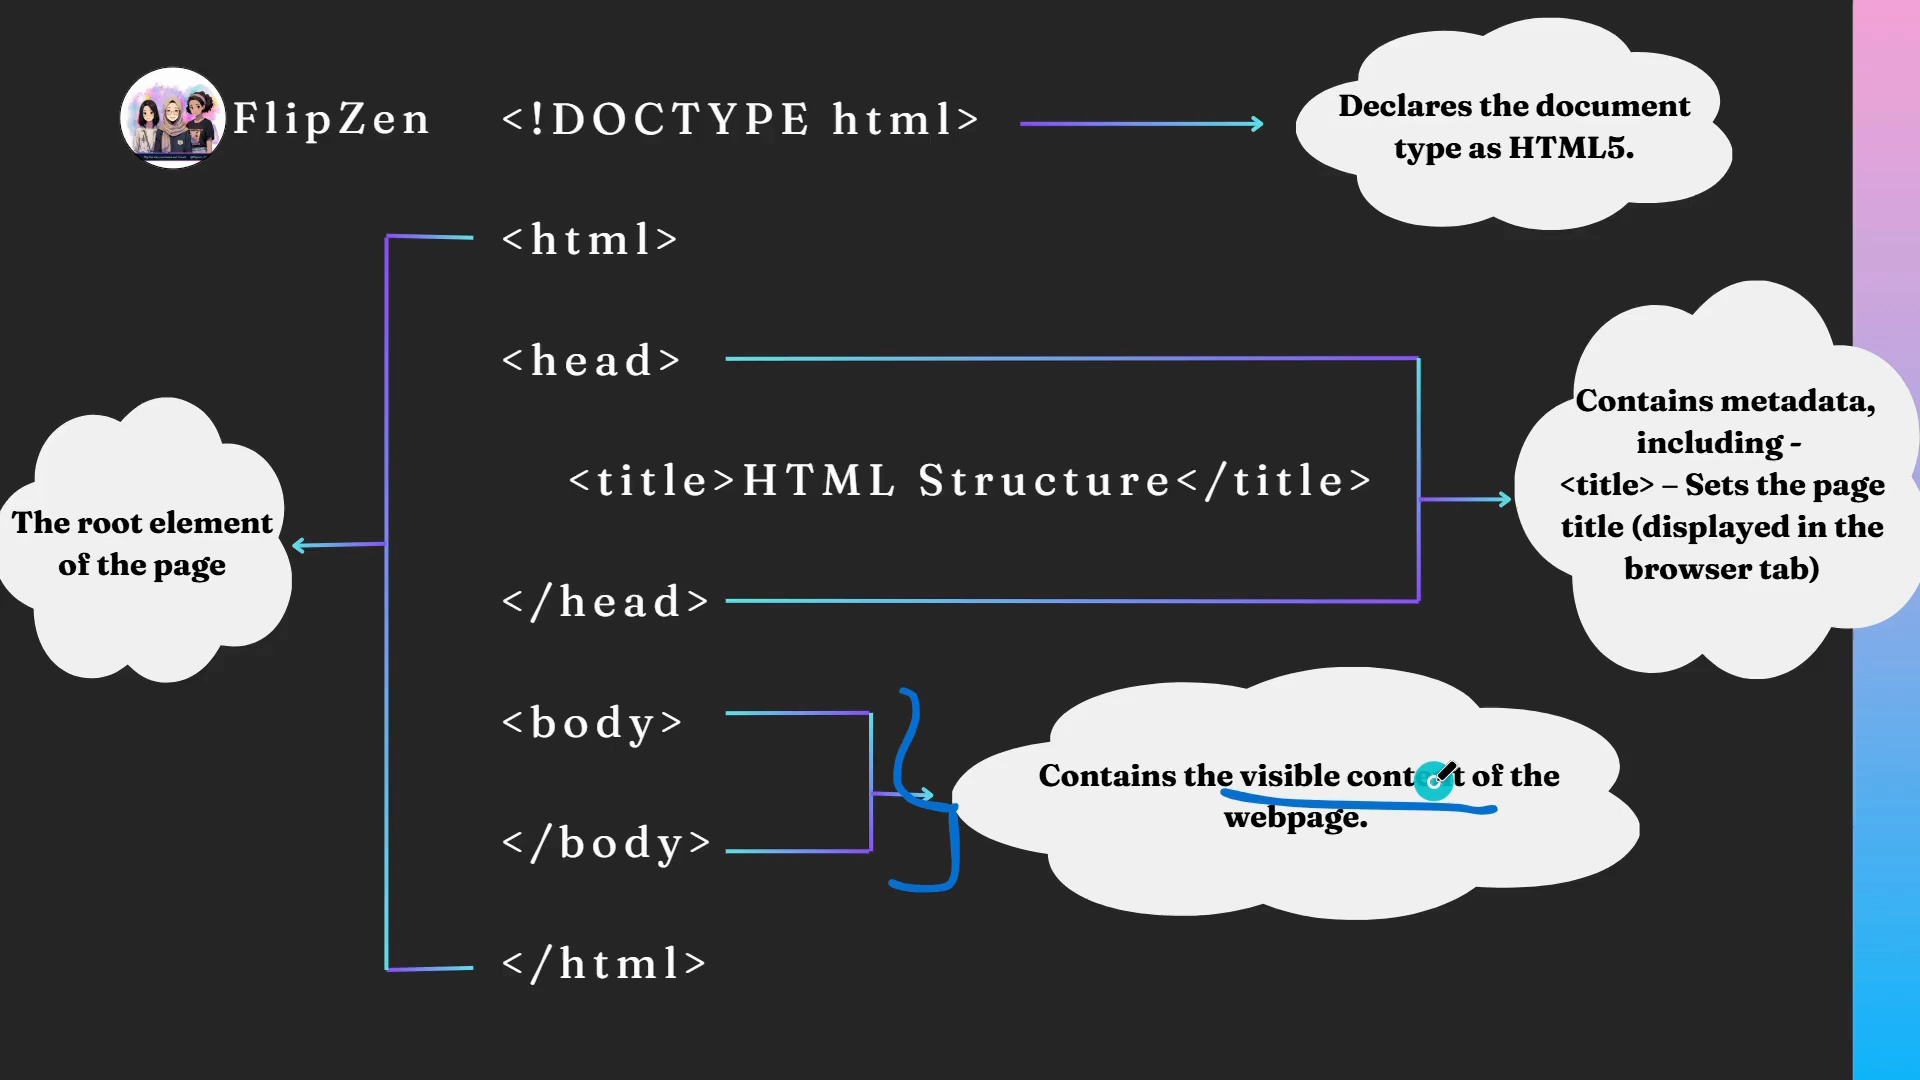 FlipZen
<!DOCTYPE html>
Declares the document
type as HTML5.
<html>
<head>
Contains metadata,
including -
<title> – Sets the page
title (displayed in the
browser tab)
<title>HTML Structure</title>
The root element
of the page
</head>
<body>
Contains the visible content of the
webpage.
</body>
</html>